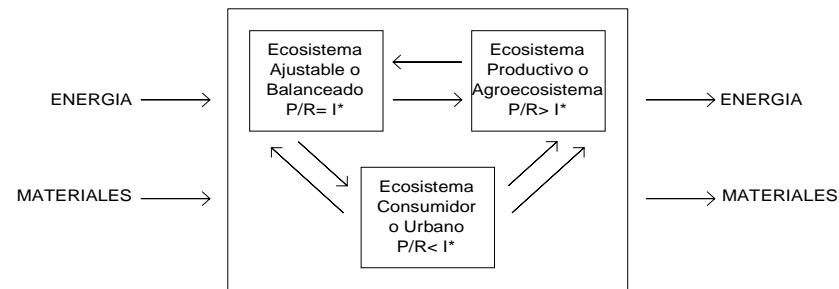 Ecosistema
Ajustable o
Balanceado
P/R= I*
Ecosistema
Productivo o
Agroecosistema
P/R> I*
ENERGIA
ENERGIA
MATERIALES
Ecosistema
Consumidor
o Urbano
P/R< I*
MATERIALES